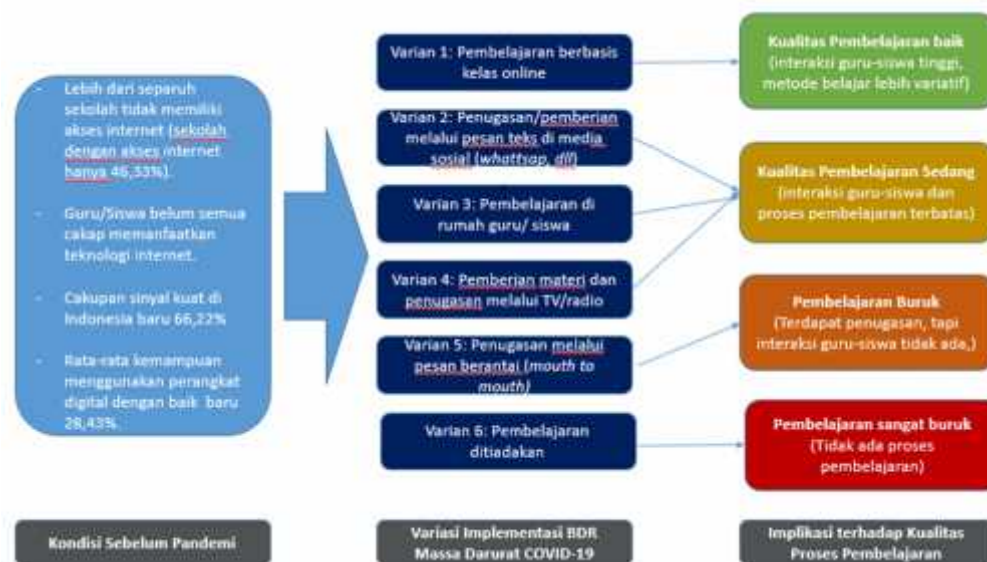 - Lebih dari separuh
sekolah tidak memiliki
akses internet (sekolah
dengan akses internet
hanya 46,33%).
- Guru/Siswa belum semua
cakap memanfaatkan
teknologi internet.
- Cakupan sinyal kuat di
Indonesia baru 66,22%
- Rata-rata kemampuan
menggunakan perangkat
digital dengan baik baru
28,43%.
Kondisi Sebelum Pandemi
Varian 1: Pembelajaran berbasis
kelas online
Varian 2: Penugasan/pemberian
melalui pesan teks di media
sosial (whattsap, dll)
Varian 3: Pembelajaran di
rumah guru/ siswa
Varian 4: Pemberian materi dan
penugasan melalui TV/radio
Varian 5: Penugasan melalui
pesan berantai (mouth to
mouth)
Varian 6: Pembelajaran
ditiadakan
Variasi Implementasi BDR
Massa Darurat COVID-19
Kualitas Pembelajaran baik
(interaksi guru-siswa tinggi,
metode belajar lebih variatif)
Kualitas Pembelajaran Sedang
(interaksi guru-siswa dan
proses pembelajaran terbatas)
Pembelajaran Buruk
(Terdapat penugasan, tapi
interaksi guru-siswa tidak ada,)
Pembelajaran sangat buruk
(Tidak ada proses
pembelajaran)
Implikasi terhadap Kualitas
Proses Pembelajaran